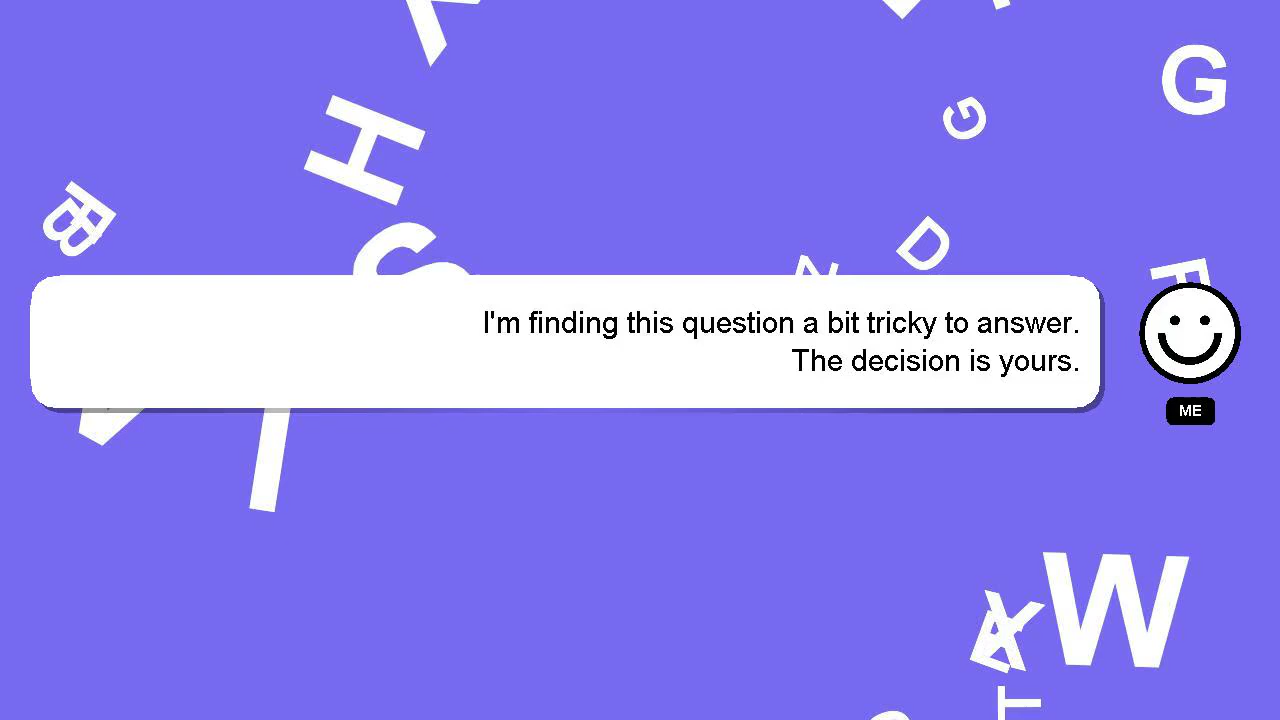 I'm finding this question a bit tricky to answer.
The decision is yours.
ME
G
G
H
S
D
Z
F
R
B
W
T